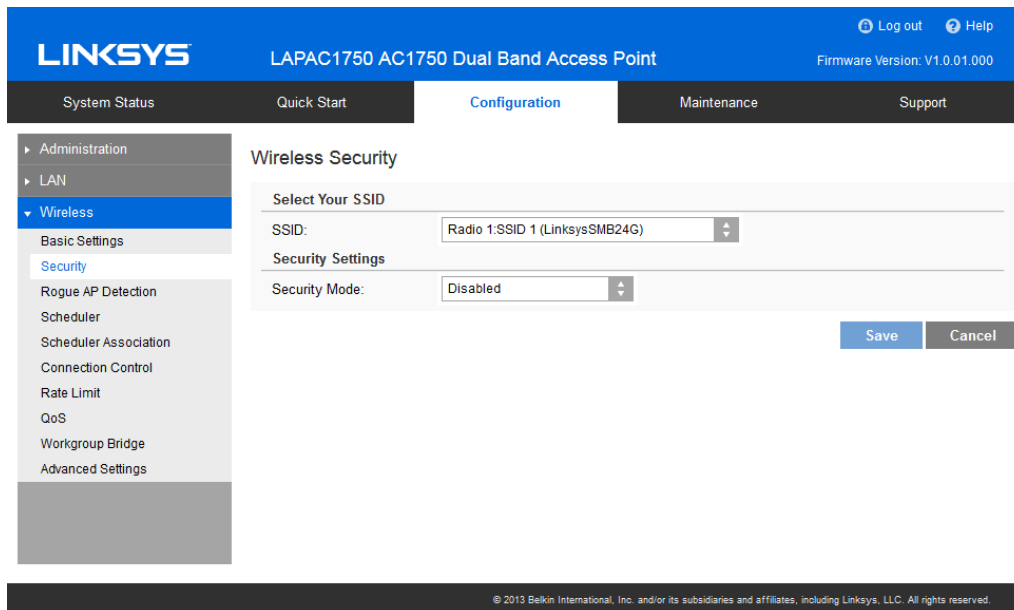 Log out Help
LINKSYS LAPAC1750 AC1750 Dual Band Access Point Firmware Version: V1.0.01.000
System Status Quick Start Configuration Maintenance Support
Administration
LAN
Wireless
Basic Settings
Security
Rogue AP Detection
Scheduler
Scheduler Association
Connection Control
Rate Limit
QoS
Workgroup Bridge
Advanced Settings
Wireless Security
Select Your SSID
SSID: Radio 1:SSID 1 (LinksysSMB24G)
Security Settings
Security Mode: Disabled
Save Cancel
© 2013 Belkin International, Inc. and/or its subsidiaries and affiliates, including Linksys, LLC. All rights reserved.